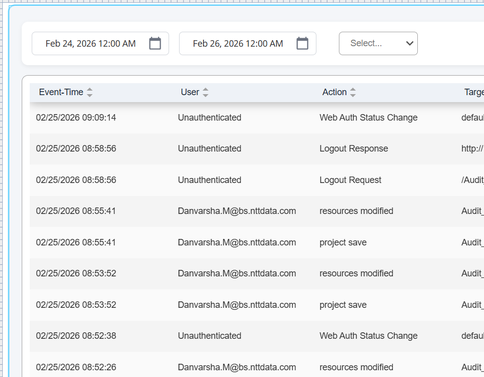 Feb 24, 2026 12:00 AM Feb 26, 2026 12:00 AM Select...
Event-Time User Action Targe
02/25/2026 09:09:14 Unauthenticated Web Auth Status Change defau
02/25/2026 08:58:56 Unauthenticated Logout Response http://
02/25/2026 08:58:56 Unauthenticated Logout Request /Audit_
02/25/2026 08:55:41 Danvarsha.M@bs.nttdata.com resources modified Audit_
02/25/2026 08:55:41 Danvarsha.M@bs.nttdata.com project save Audit_
02/25/2026 08:53:52 Danvarsha.M@bs.nttdata.com resources modified Audit_
02/25/2026 08:53:52 Danvarsha.M@bs.nttdata.com project save Audit_
02/25/2026 08:52:38 Unauthenticated Web Auth Status Change defau
02/25/2026 08:52:26 Danvarsha.M@bs.nttdata.com resources modified Audit_